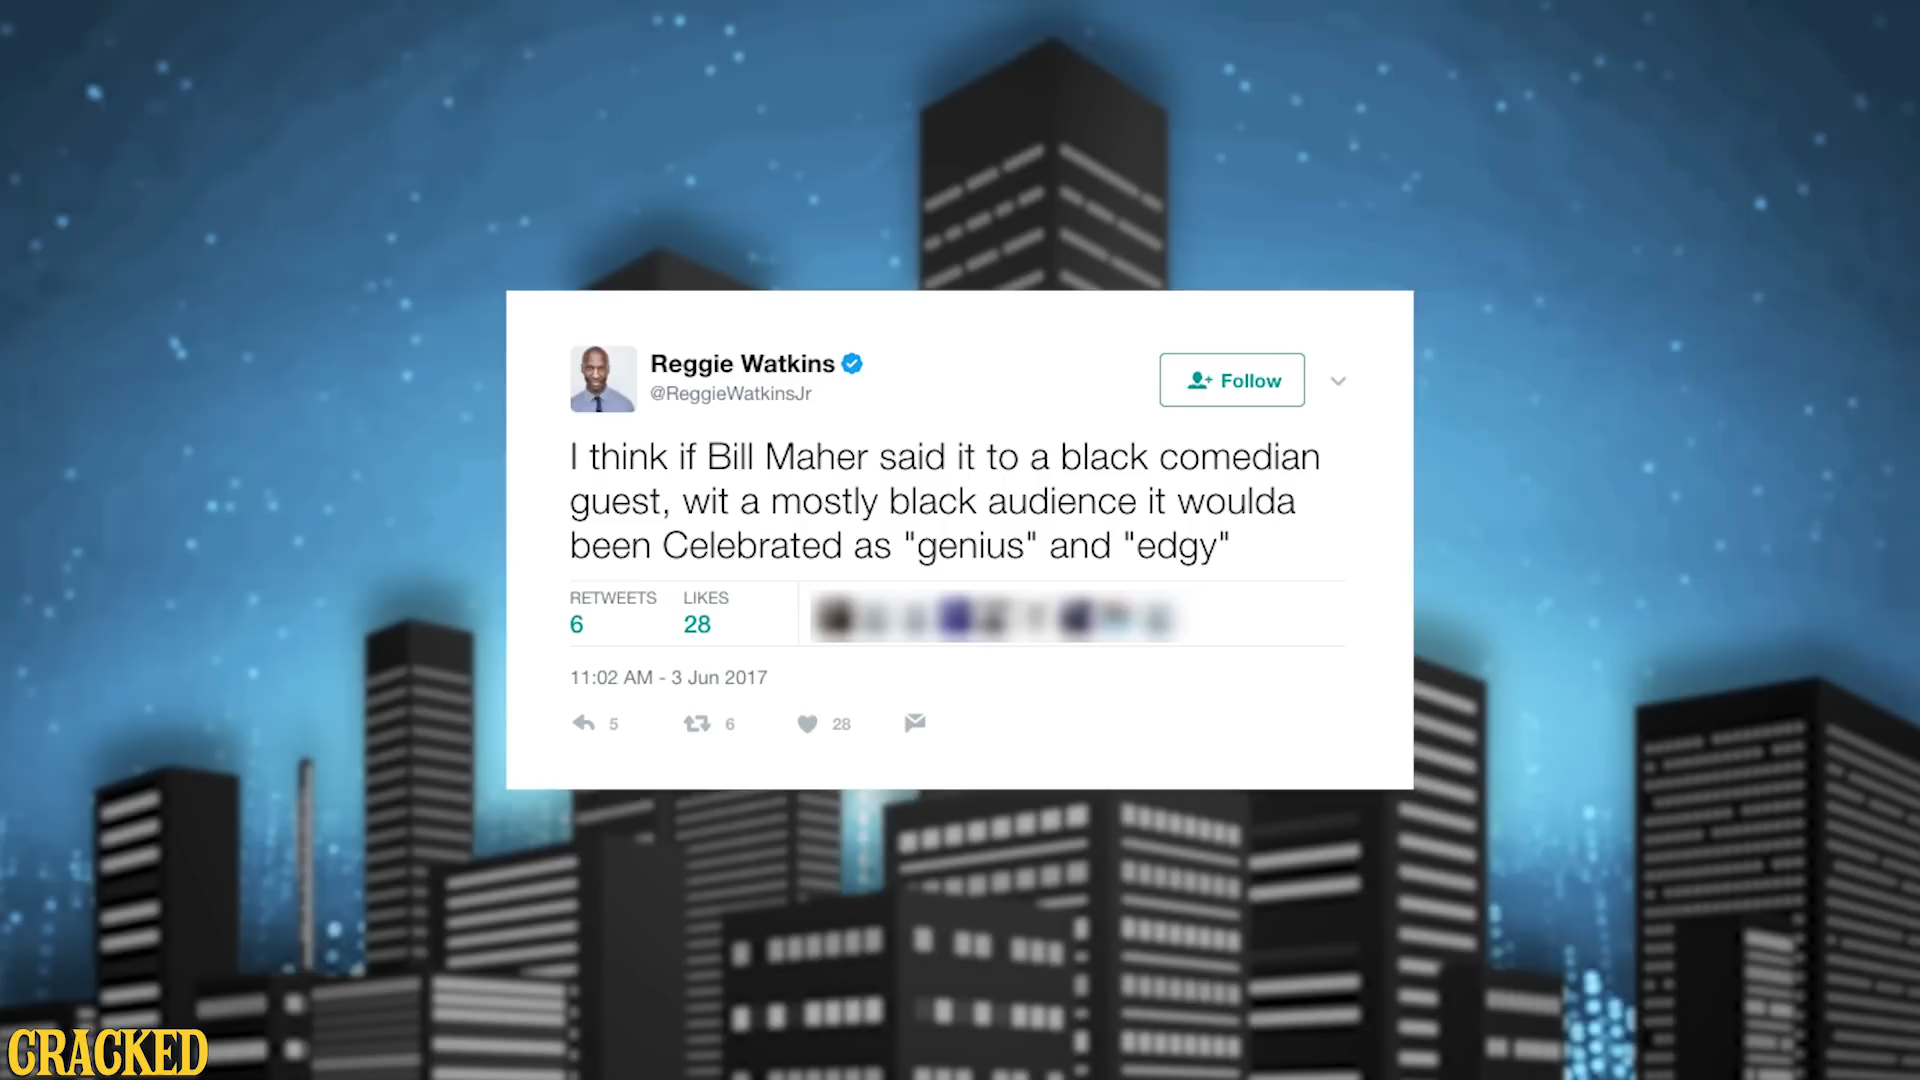 Reggie Watkins
@ReggieWatkinsJr
Follow
I think if Bill Maher said it to a black comedian
guest, wit a mostly black audience it woulda
been Celebrated as "genius" and "edgy"
RETWEETS LIKES
6 28
11:02 AM - 3 Jun 2017
5 6 28
CRACKED